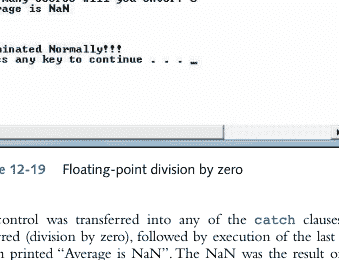 age is NaN
inated Normally!!!
s any key to continue . . . _
e 12-19 Floating-point division by zero
control was transferred into any of the catch clauses
red (division by zero), followed by execution of the last
n printed “Average is NaN”. The NaN was the result o